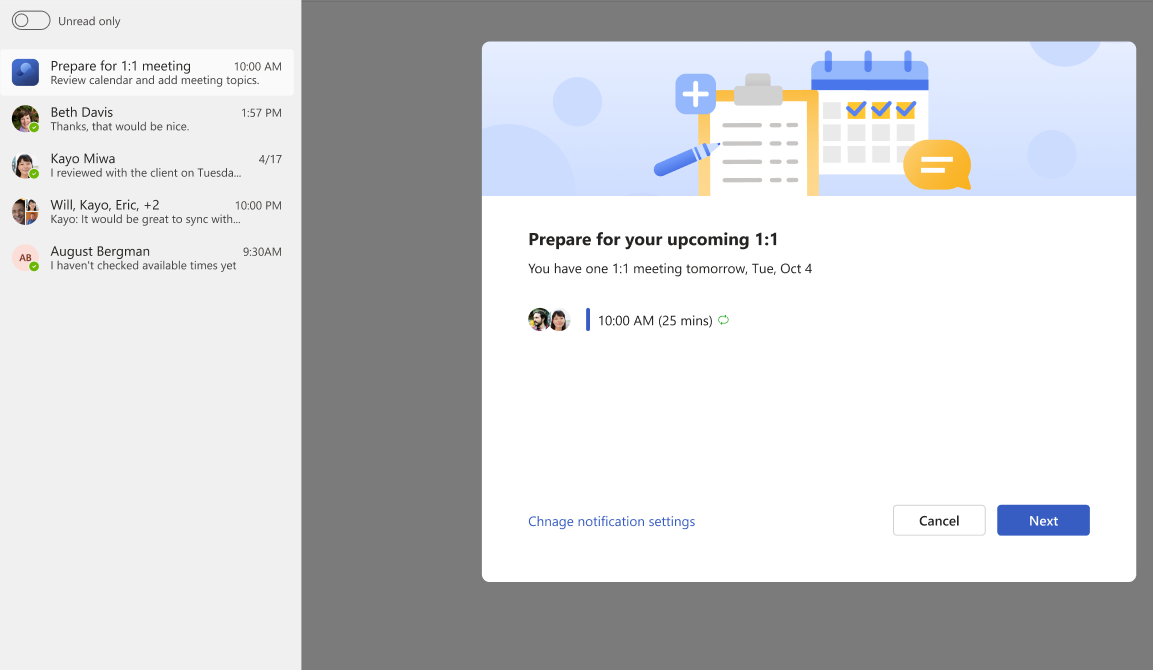 Unread only
Prepare for 1:1 meeting 10:00 AM
Review calendar and add meeting topics.
Beth Davis 1:57 PM
Thanks, that would be nice.
Kayo Miwa 4/17
I reviewed with the client on Tuesda...
Will, Kayo, Eric, +2 10:00 PM
Kayo: It would be great to sync with...
AB
August Bergman 9:30AM
I haven't checked available times yet
Prepare for your upcoming 1:1
You have one 1:1 meeting tomorrow, Tue, Oct 4
10:00 AM (25 mins)
Chnage notification settings
Cancel
Next